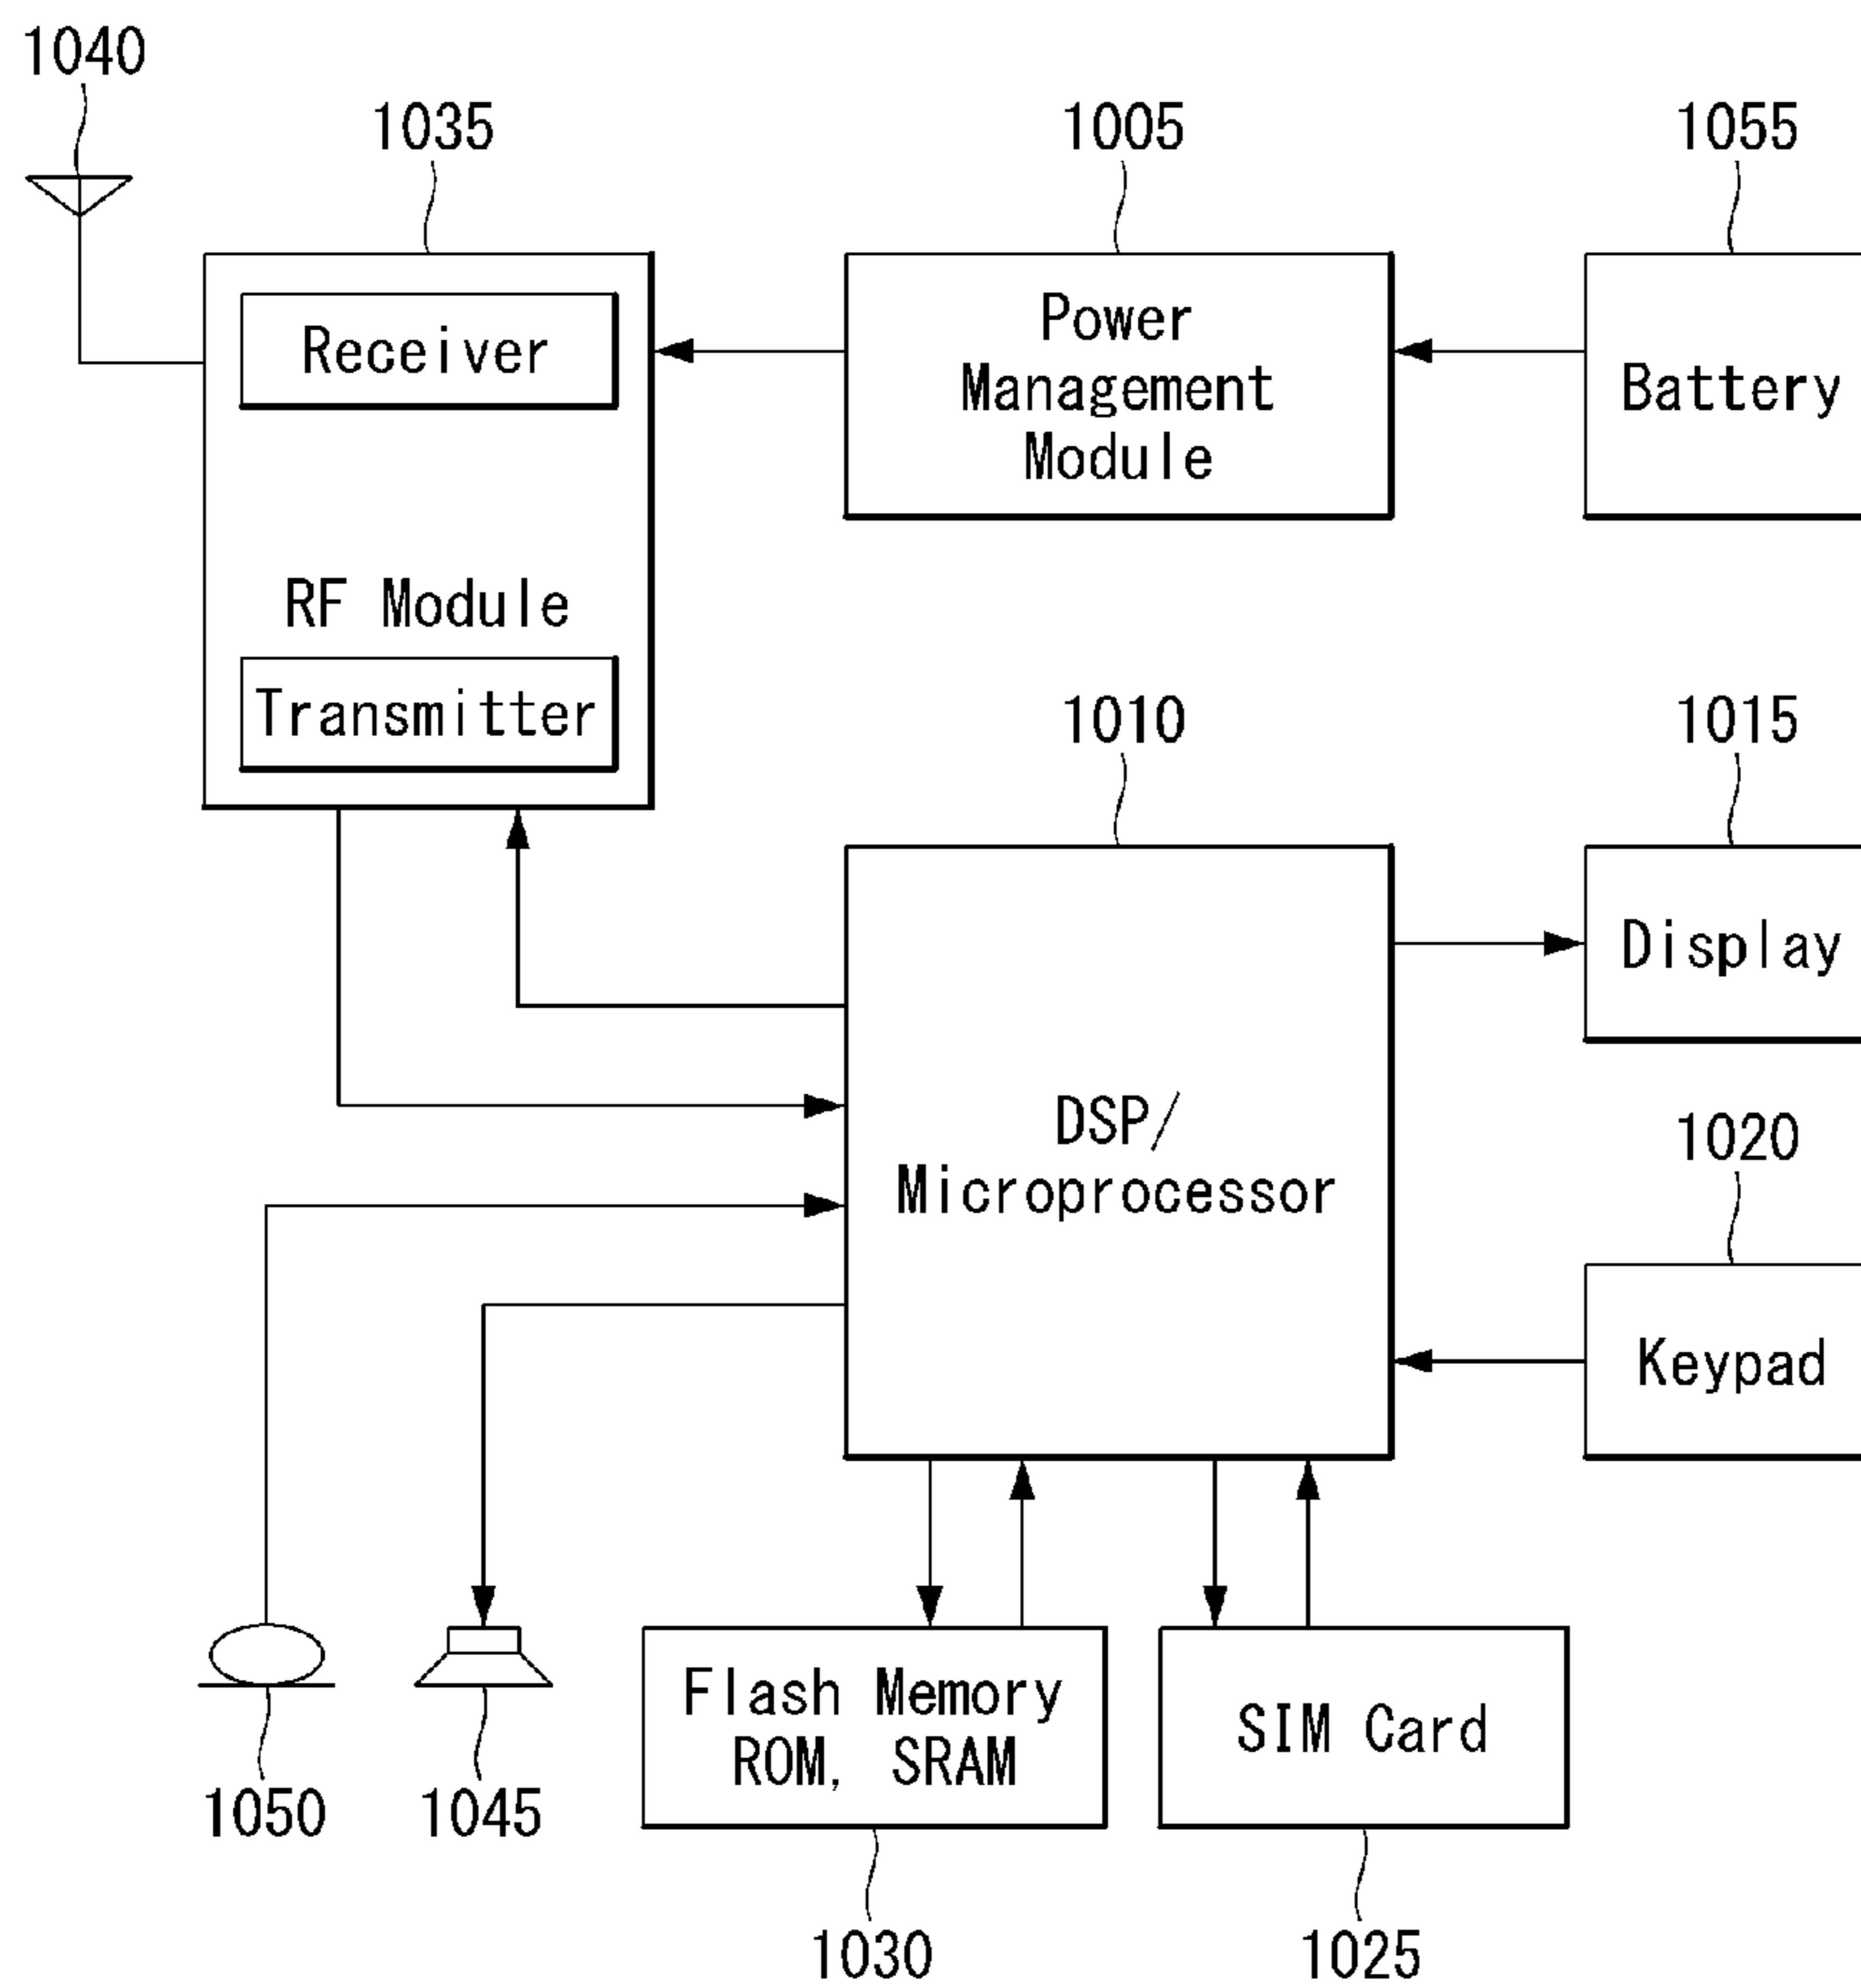 1040
1035
1005
1055
Receiver
Power
Management
Module
Battery
RF Module
Transmitter
1010
1015
Display
DSP/
Microprocessor
1020
Keypad
Flash Memory
ROM, SRAM
SIM Card
1050
1045
1030
1025